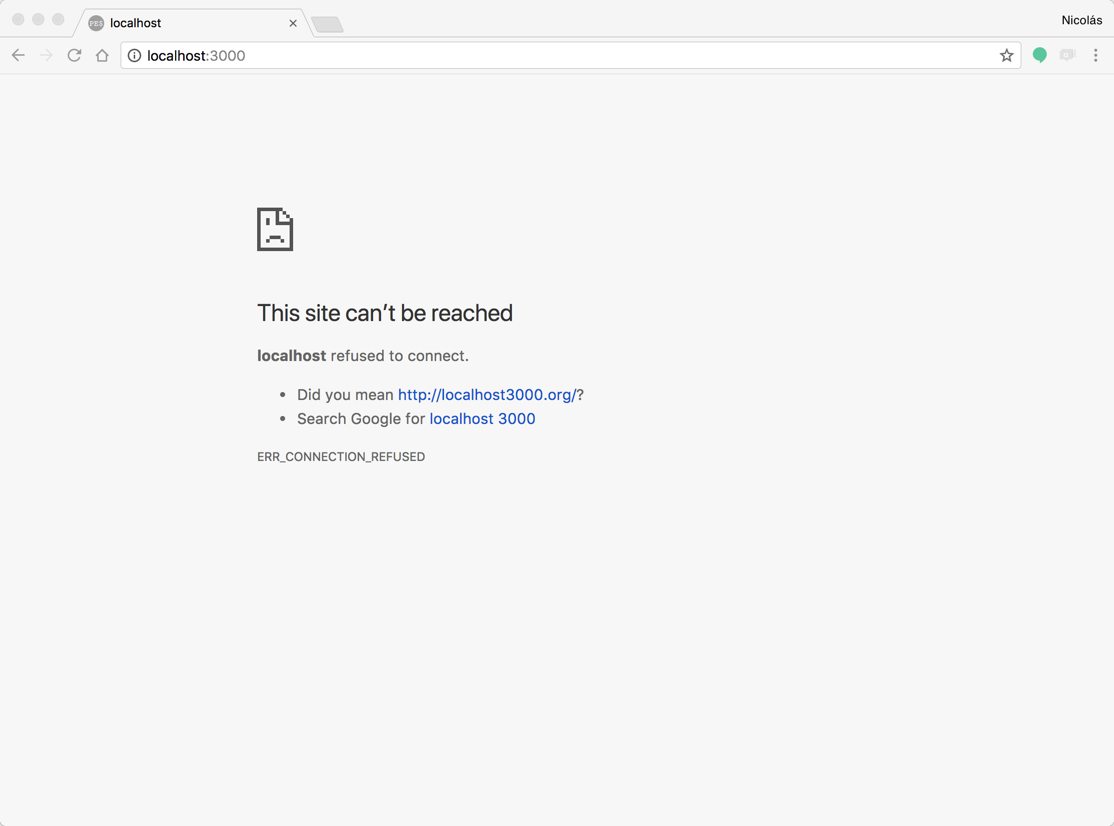 localhost
Nicolás
localhost:3000
This site can’t be reached
localhost refused to connect.
Did you mean http://localhost3000.org/?
Search Google for localhost 3000
ERR_CONNECTION_REFUSED